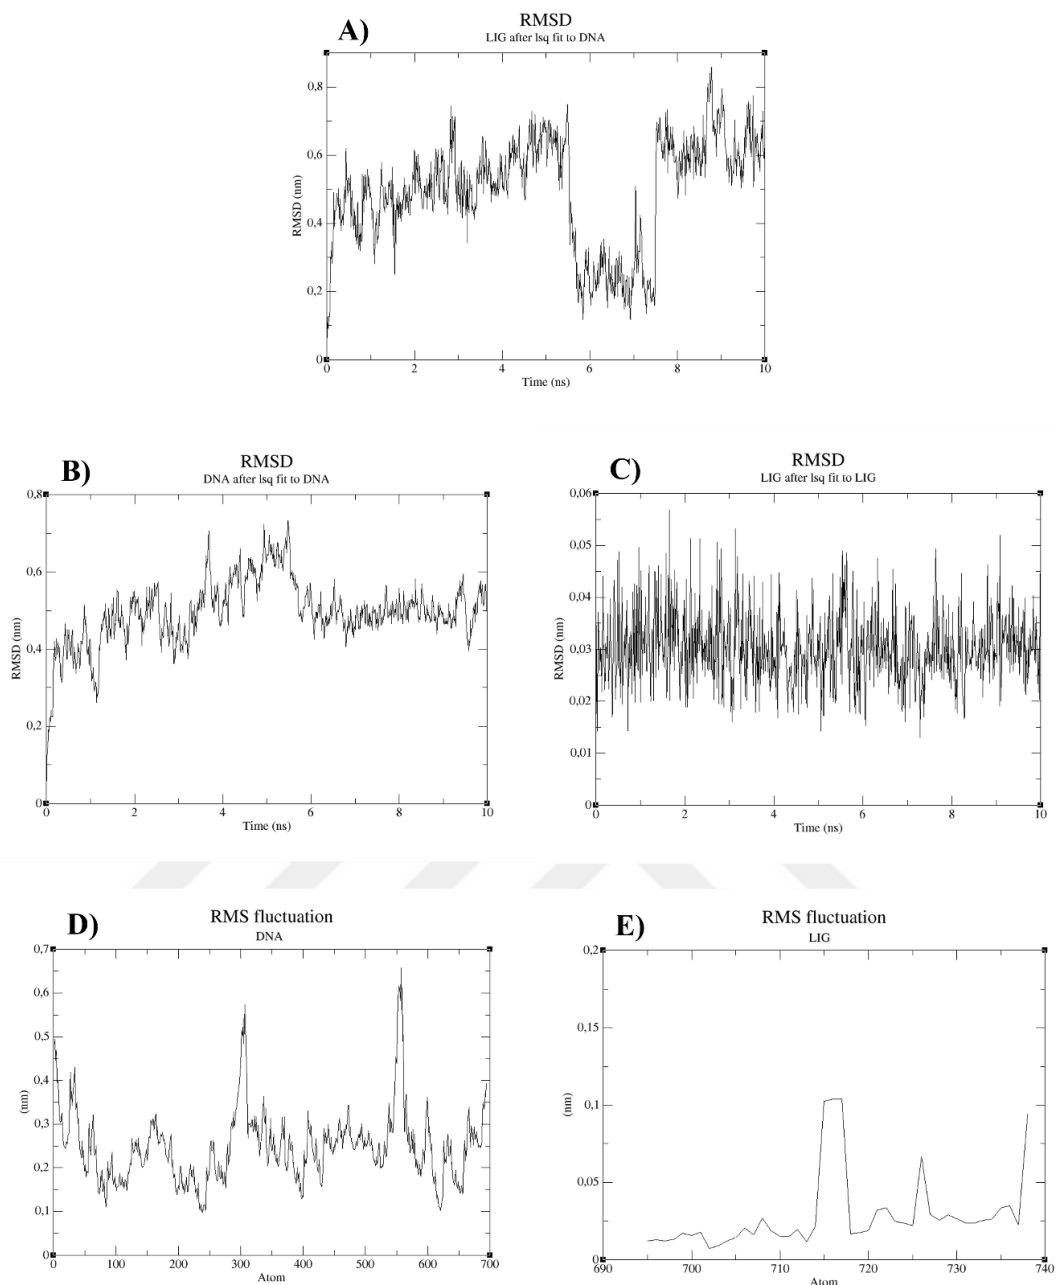 A)
RMSD
LIG after lsq fit to DNA
0,8
0,6
0,4
0,2
0
RMSD (nm)
0 2 4 6 8 10
Time (ns)
B)
RMSD
DNA after lsq fit to DNA
0,8
0,6
0,4
0,2
0
RMSD (nm)
0 2 4 6 8 10
Time (ns)
C)
RMSD
LIG after lsq fit to LIG
0,06
0,05
0,04
0,03
0,02
0,01
0
RMSD (nm)
0 2 4 6 8 10
Time (ns)
D)
RMS fluctuation
DNA
0,7
0,6
0,5
0,4
0,3
0,2
0,1
0
(nm)
0 100 200 300 400 500 600 700
Atom
E)
RMS fluctuation
LIG
0,2
0,15
0,1
0,05
0
(nm)
690 700 710 720 730 740
Atom